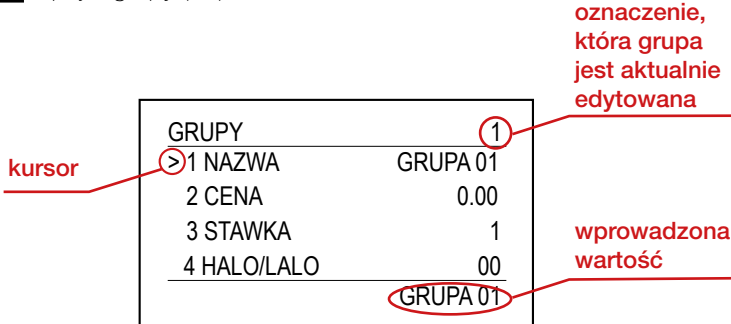 oznaczenie,
która grupa
jest aktualnie
edytowana
GRUPY 1
kursor
>1 NAZWA GRUPA 01
2 CENA 0.00
3 STAWKA 1
4 HALO/LALO 00
GRUPA 01
wprowadzona
wartość